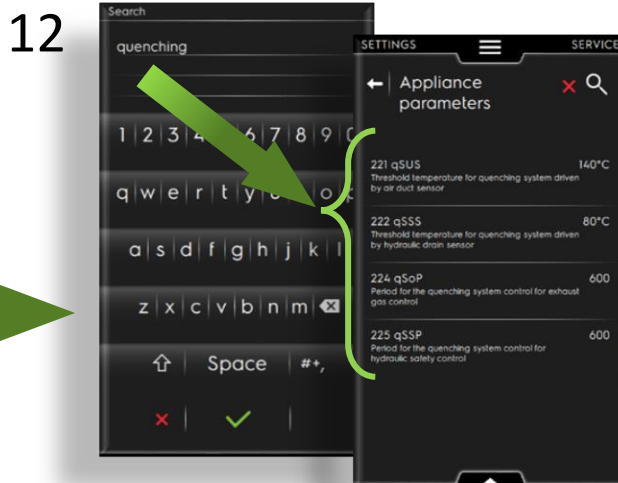 12
Search
quenching
1 2 3 4 6 7 8 9 0
q w e r t y o p
a s d f g h j k l
z x c v b n m
Space #+,
SETTINGS SERVICE
Appliance
parameters
221 qSUS 140°C
Threshold temperature for quenching system driven
by air duct sensor
222 qSSS 80°C
Threshold temperature for quenching system driven
by hydraulic drain sensor
224 qSoP 600
Period for the quenching system control for exhaust
gas control
225 qSSP 600
Period for the quenching system control for
hydraulic safety control